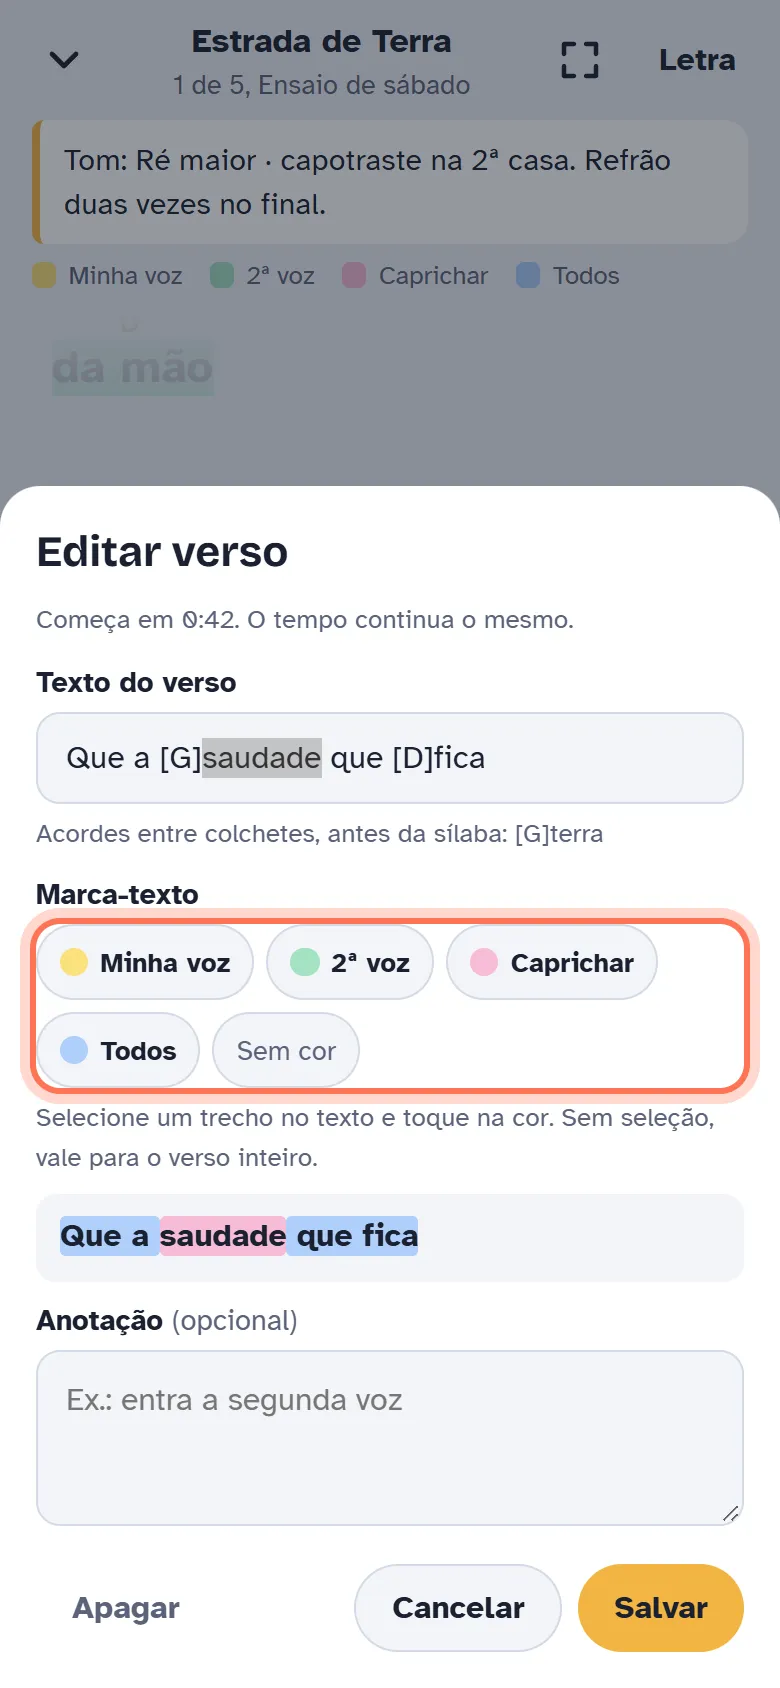 Estrada de Terra
1 de 5, Ensaio de sábado
Letra
Tom: Ré maior · capotraste na 2ª casa. Refrão
duas vezes no final.
Minha voz 2ª voz Caprichar Todos
da mão
Editar verso
Começa em 0:42. O tempo continua o mesmo.
Texto do verso
Que a [G]saudade que [D]fica
Acordes entre colchetes, antes da sílaba: [G]terra
Marca-texto
Minha voz 2ª voz Caprichar
Todos Sem cor
Selecione um trecho no texto e toque na cor. Sem seleção,
vale para o verso inteiro.
Que a saudade que fica
Anotação (opcional)
Ex.: entra a segunda voz
Apagar Cancelar Salvar